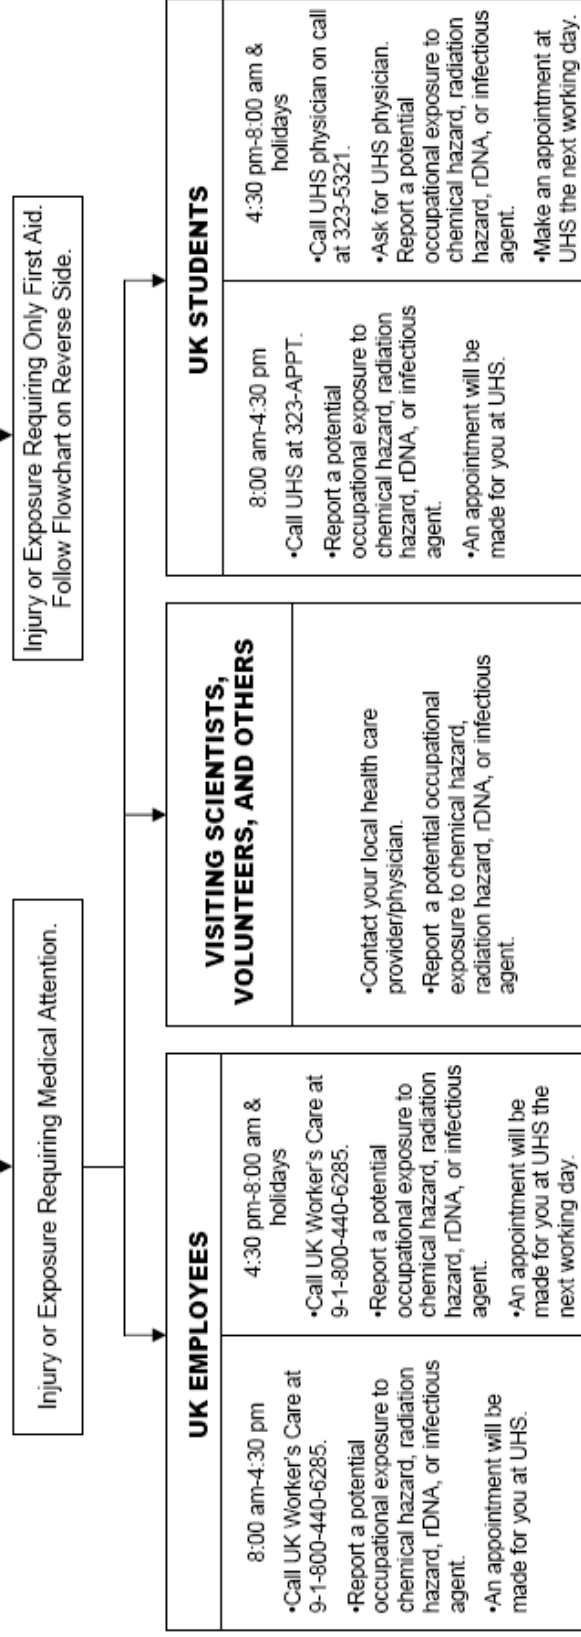 Injury or Exposure Requiring Medical Attention.
Injury or Exposure Requiring Only First Aid.
Follow Flowchart on Reverse Side.
UK EMPLOYEES
8:00 am-4:30 pm
•Call UK Worker's Care at
9-1-800-440-6285.
•Report a potential
occupational exposure to
chemical hazard, radiation
hazard, rDNA, or infectious
agent.
•An appointment will be
made for you at UHS.
4:30 pm-8:00 am &
holidays
•Call UK Worker's Care at
9-1-800-440-6285.
•Report a potential
occupational exposure to
chemical hazard, radiation
hazard, rDNA, or infectious
agent.
•An appointment will be
made for you at UHS the
next working day.
VISITING SCIENTISTS,
VOLUNTEERS, AND OTHERS
•Contact your local health care
provider/physician.
•Report a potential occupational
exposure to chemical hazard,
radiation hazard, rDNA, or infectious
agent.
UK STUDENTS
8:00 am-4:30 pm
•Call UHS at 323-APPT.
•Report a potential
occupational exposure to
chemical hazard, radiation
hazard, rDNA, or infectious
agent.
•An appointment will be
made for you at UHS.
4:30 pm-8:00 am &
holidays
•Call UHS physician on call
at 323-5321.
•Ask for UHS physician.
Report a potential
occupational exposure to
chemical hazard, radiation
hazard, rDNA, or infectious
agent.
•Make an appointment at
UHS the next working day.